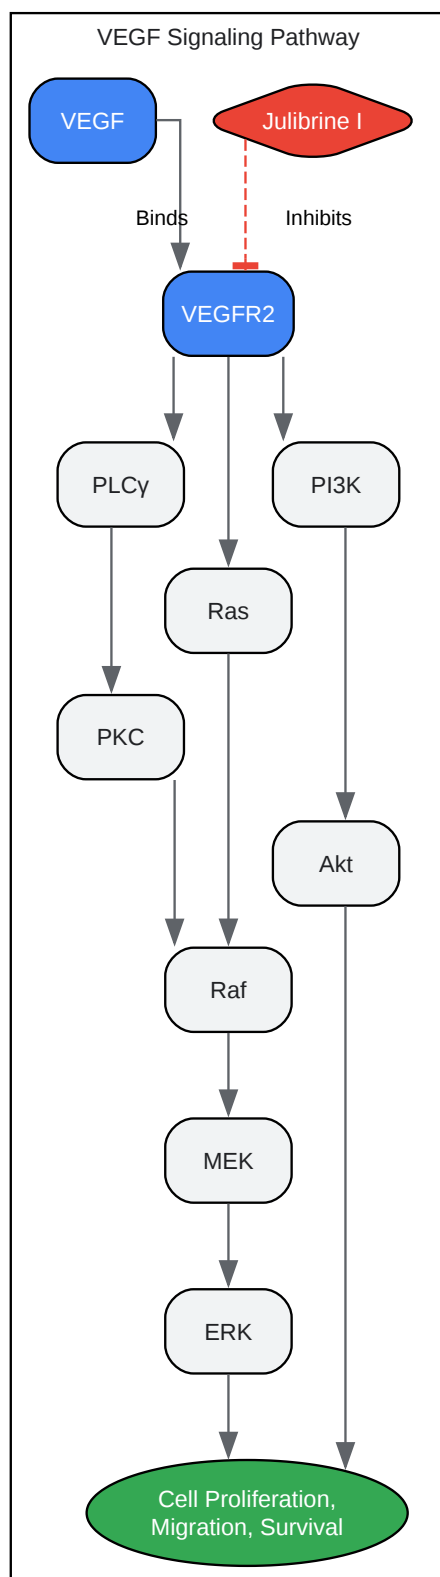 VEGF Signaling Pathway
VEGF
Julibrine I
Binds
Inhibits
VEGFR2
PLCγ
PI3K
Ras
PKC
Akt
Raf
MEK
ERK
Cell Proliferation,
Migration, Survival